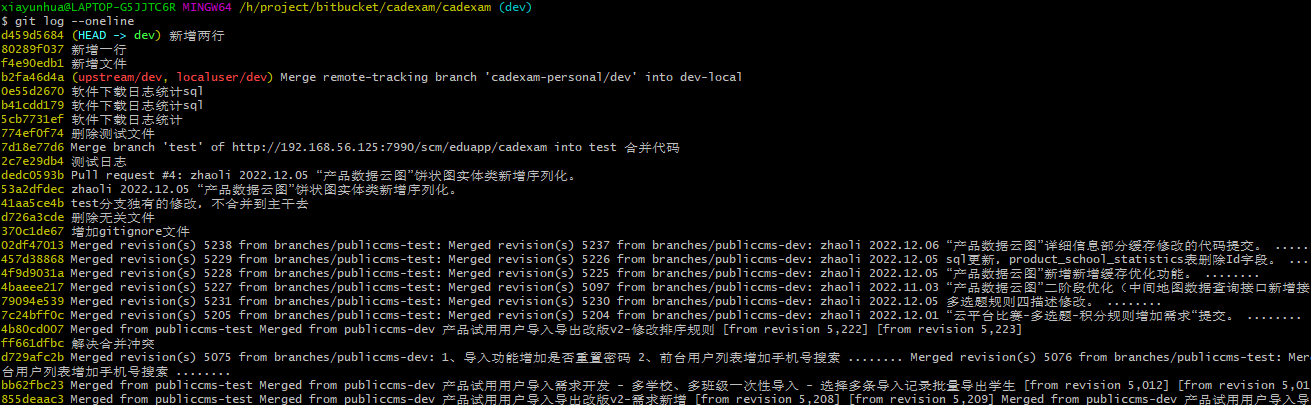 xiayunhua@LAPTOP-G5JJTC6R MINGW64 /h/project/bitbucket/cadexam/cadexam (dev)
$ git log --oneline
d459d5684 (HEAD -> dev) 新增两行
80289f037 新增一行
f4e90edb1 新增文件
b2fa46d4a (upstream/dev, localuser/dev) Merge remote-tracking branch 'cadexam-personal/dev' into dev-local
0e55d2670 软件下载日志统计sql
b41cdd179 软件下载日志统计sql
5cb7731ef 软件下载日志统计
774ef0f74 删除测试文件
7d18e77d6 Merge branch 'test' of http://192.168.56.125:7990/scm/eduapp/cadexam into test 合并代码
2c7e29db4 测试日志
dedc0593b Pull request #4: zhaoli 2022.12.05 “产品数据云图”饼状图实体类新增序列化。
53a2dfdec zhaoli 2022.12.05 “产品数据云图”饼状图实体类新增序列化。
41aa5ce4b test分支独有的修改，不合并到主干去
d726a3cde 删除无关文件
370c1de67 增加gitignore文件
02df47013 Merged revision(s) 5238 from branches/publiccms-test: Merged revision(s) 5237 from branches/publiccms-dev: zhaoli 2022.12.06 “产品数据云图”详细信息部分缓存修改的代码提交。 .....
457d38868 Merged revision(s) 5229 from branches/publiccms-test: Merged revision(s) 5226 from branches/publiccms-dev: zhaoli 2022.12.05 sql更新，product_school_statistics表删除Id字段。 ....
4f9d9031a Merged revision(s) 5228 from branches/publiccms-test: Merged revision(s) 5225 from branches/publiccms-dev: zhaoli 2022.12.05 “产品数据云图”新增新增缓存优化功能。 ........
4baeee217 Merged revision(s) 5227 from branches/publiccms-test: Merged revision(s) 5097 from branches/publiccms-dev: zhaoli 2022.11.03 “产品数据云图”二阶段优化（中间地图数据查询接口新增接
79094e539 Merged revision(s) 5231 from branches/publiccms-test: Merged revision(s) 5230 from branches/publiccms-dev: zhaoli 2022.12.05 多选题规则四描述修改。 ........
7c24bff0c Merged revision(s) 5205 from branches/publiccms-test: Merged revision(s) 5204 from branches/publiccms-dev: zhaoli 2022.12.01 “云平台比赛-多选题-积分规则增加需求“提交。 ........
4b80cd007 Merged from publiccms-test Merged from publiccms-dev 产品试用用户导入导出改版v2-修改排序规则 [from revision 5,222] [from revision 5,223]
ff661dfbc 解决合并冲突
d729afc2b Merged revision(s) 5075 from branches/publiccms-dev: 1、导入功能增加是否重置密码 2、前台用户列表增加手机号搜索 ........ Merged revision(s) 5076 from branches/publiccms-test: Mer
台用户列表增加手机号搜索 ........
bb62fbc23 Merged from publiccms-test Merged from publiccms-dev 产品试用用户导入需求开发 - 多学校、多班级一次性导入 - 选择多条导入记录批量导出学生 [from revision 5,012] [from revision 5,01
855deaac3 Merged from publiccms-test Merged from publiccms-dev 产品试用用户导入导出改版v2-需求新增 [from revision 5,208] [from revision 5,209] Merged from publiccms-dev 产品试用用户导入导